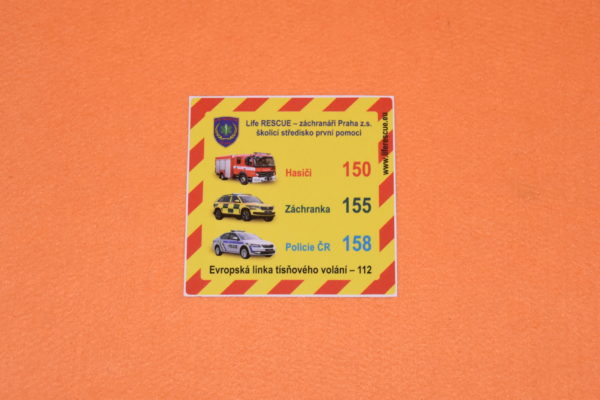 Life RESCUE – záchranáři Praha z.s.
školicí středisko první pomoci
www.liferescue.eu
Hasiči 150
Záchranka 155
Policie ČR 158
Evropská linka tísňového volání – 112